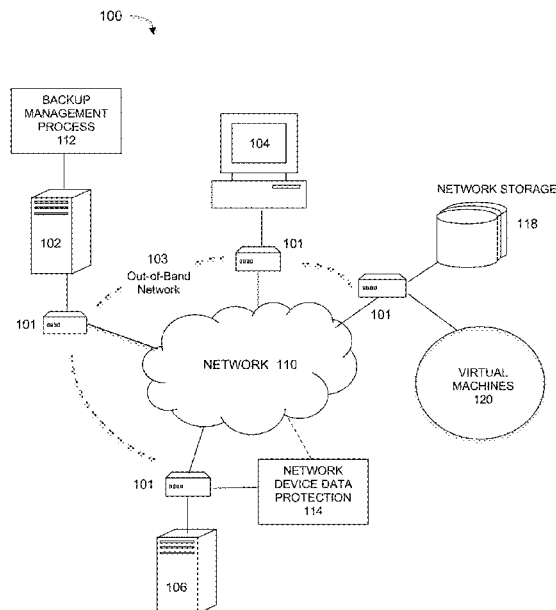 100
BACKUP
MANAGEMENT
PROCESS
112
104
NETWORK STORAGE
118
102
103
Out-of-Band
Network
101
101
101
NETWORK 110
VIRTUAL
MACHINES
120
101
NETWORK
DEVICE DATA
PROTECTION
114
106